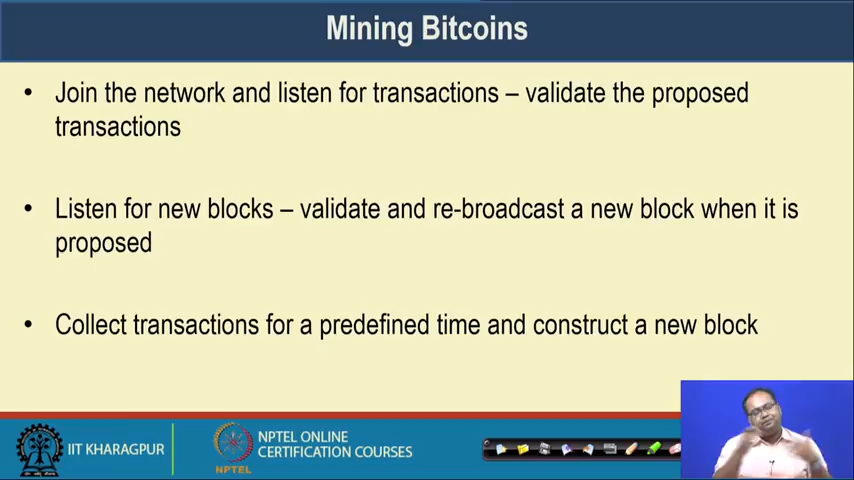 Mining Bitcoins
• Join the network and listen for transactions – validate the proposed
transactions
• Listen for new blocks – validate and re-broadcast a new block when it is
proposed
• Collect transactions for a predefined time and construct a new block
IIT KHARAGPUR
NPTEL
NPTEL ONLINE
CERTIFICATION COURSES